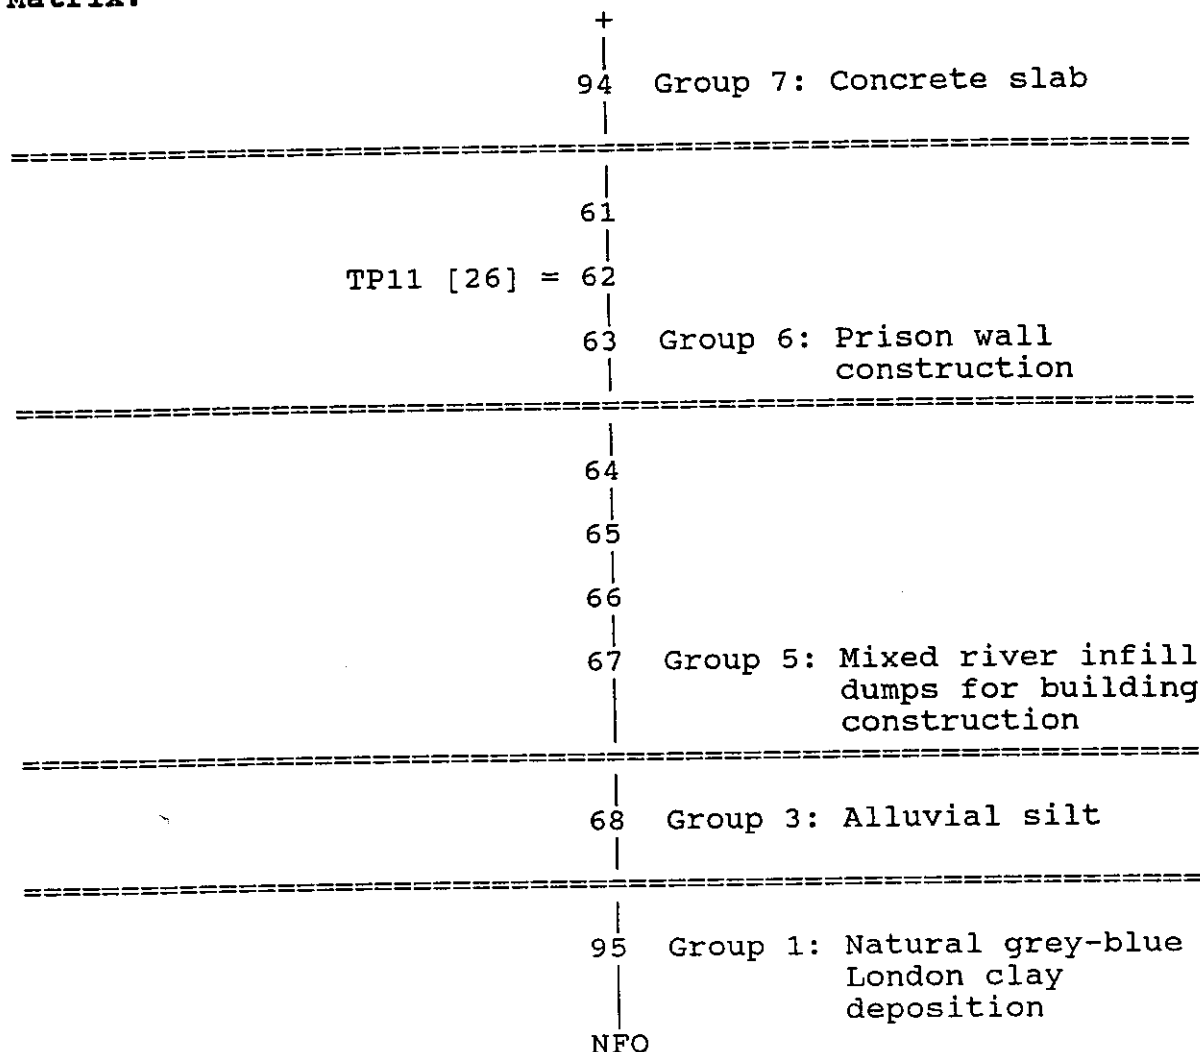 Matrix:
+
94 Group 7: Concrete slab
61
TP11 [26] = 62
63 Group 6: Prison wall
construction
64
65
66
67 Group 5: Mixed river infill
dumps for building
construction
68 Group 3: Alluvial silt
95 Group 1: Natural grey-blue
London clay
deposition
NFO